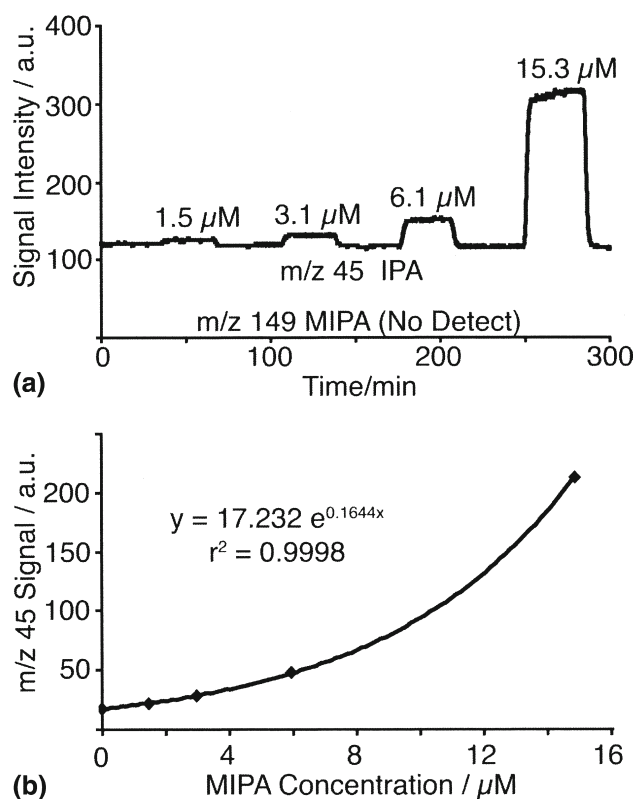 400
300
200
100
Signal Intensity / a.u.
1.5 µM
3.1 µM
6.1 µM
15.3 µM
m/z 45 IPA
m/z 149 MIPA (No Detect)
0
100
200
300
Time/min
(a)
200
150
100
50
m/z 45 Signal / a.u.
y = 17.232 e^0.1644x
r² = 0.9998
0
4
8
12
16
MIPA Concentration / µM
(b)